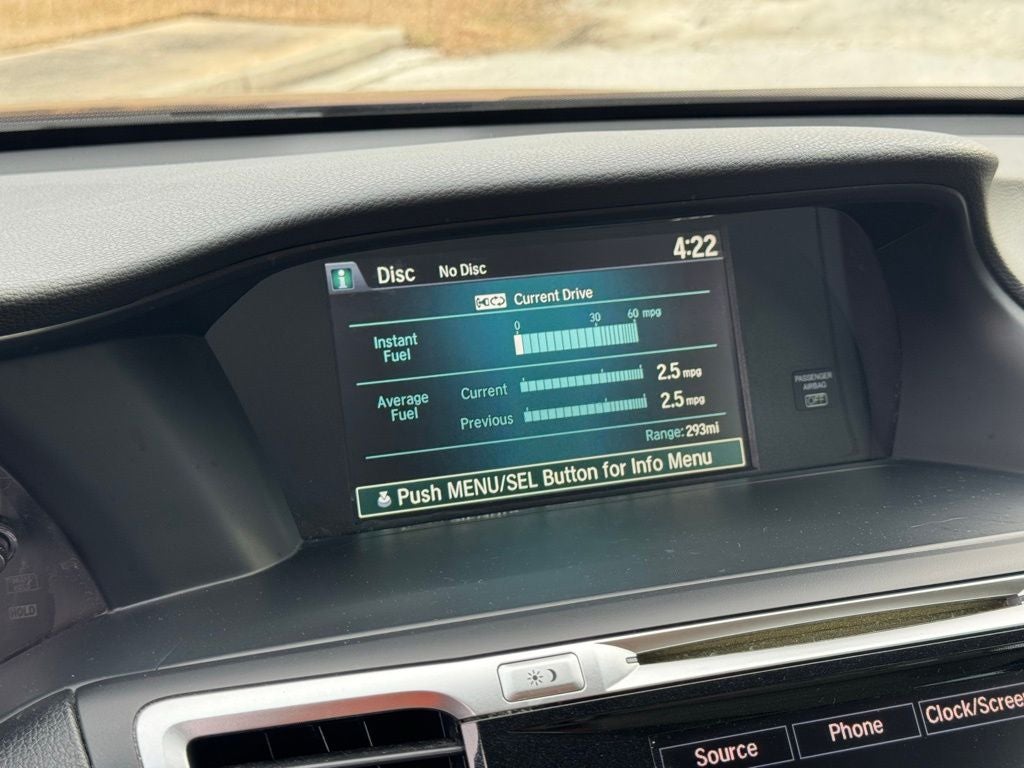 i Disc No Disc 4:22
Current Drive
0 30 60 mpg
Instant
Fuel
Average
Fuel
Current 2.5 mpg
Previous 2.5 mpg
Range: 293mi
Push MENU/SEL Button for Info Menu
PASSENGER
AIRBAG
OFF
HOLD
Source Phone Clock/Screen